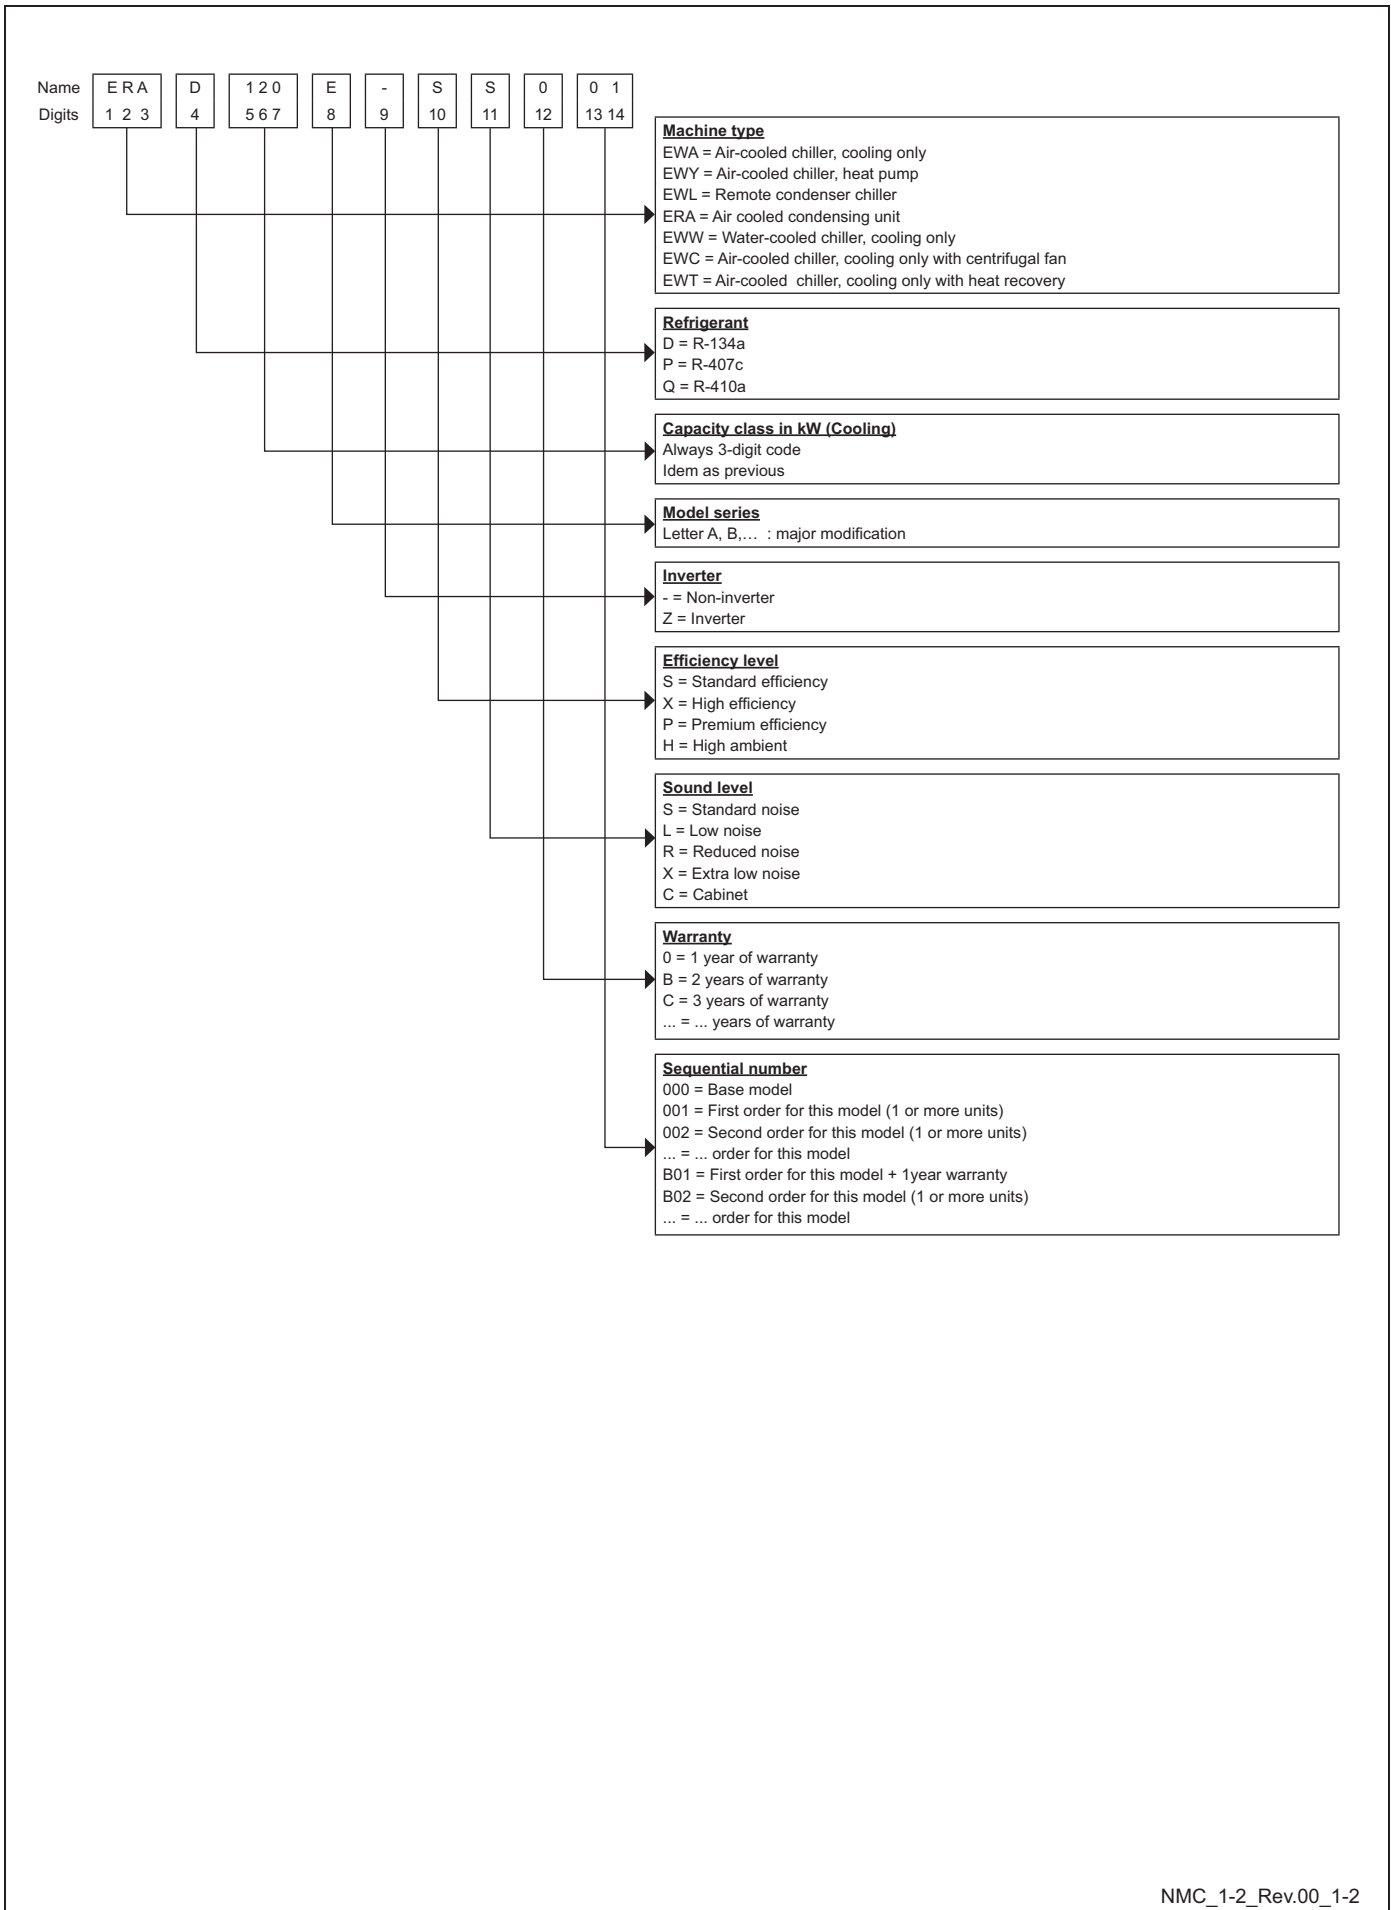 Name ERA D 120 E - S S 0 0 1
Digits 1 2 3 4 5 6 7 8 9 10 11 12 13 14
Machine type
EWA = Air-cooled chiller, cooling only
EWY = Air-cooled chiller, heat pump
EWL = Remote condenser chiller
ERA = Air cooled condensing unit
EWW = Water-cooled chiller, cooling only
EWC = Air-cooled chiller, cooling only with centrifugal fan
EWT = Air-cooled chiller, cooling only with heat recovery
Refrigerant
D = R-134a
P = R-407c
Q = R-410a
Capacity class in kW (Cooling)
Always 3-digit code
Idem as previous
Model series
Letter A, B,... : major modification
Inverter
- = Non-inverter
Z = Inverter
Efficiency level
S = Standard efficiency
X = High efficiency
P = Premium efficiency
H = High ambient
Sound level
S = Standard noise
L = Low noise
R = Reduced noise
X = Extra low noise
C = Cabinet
Warranty
0 = 1 year of warranty
B = 2 years of warranty
C = 3 years of warranty
... = ... years of warranty
Sequential number
000 = Base model
001 = First order for this model (1 or more units)
002 = Second order for this model (1 or more units)
... = ... order for this model
B01 = First order for this model + 1year warranty
B02 = Second order for this model (1 or more units)
... = ... order for this model
NMC_1-2_Rev.00_1-2